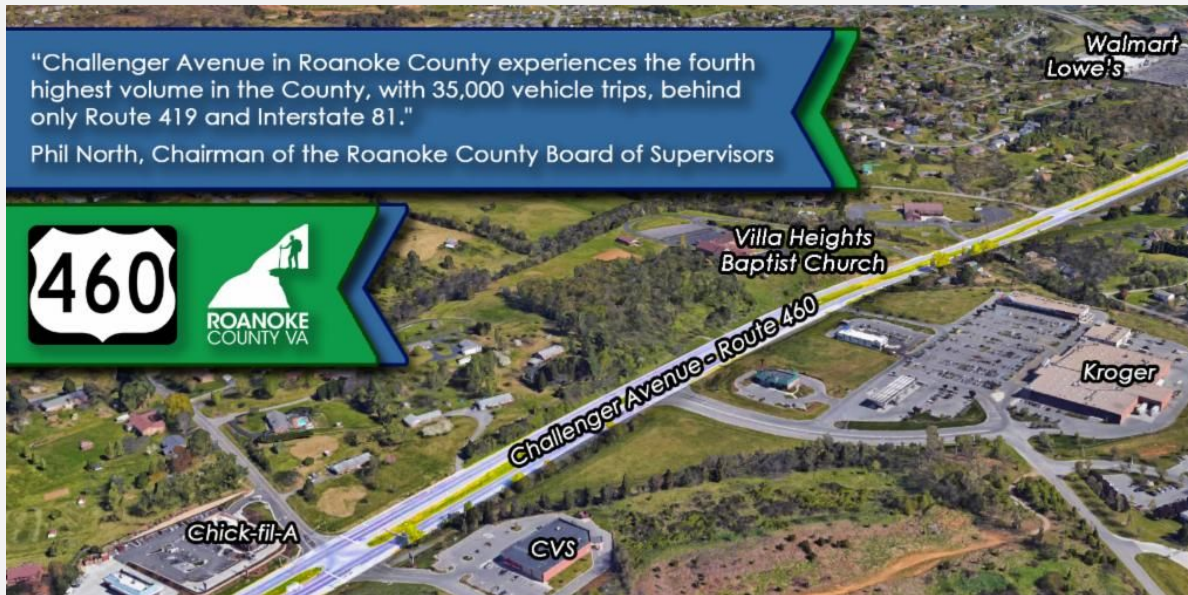 “Challenger Avenue in Roanoke County experiences the fourth
highest volume in the County, with 35,000 vehicle trips, behind
only Route 419 and Interstate 81."
Phil North, Chairman of the Roanoke County Board of Supervisors
460
ROANOKE
COUNTY VA
Walmart
Lowe's
Villa Heights
Baptist Church
Challenger Avenue - Route 460
Kroger
Chick-fil-A
CVS